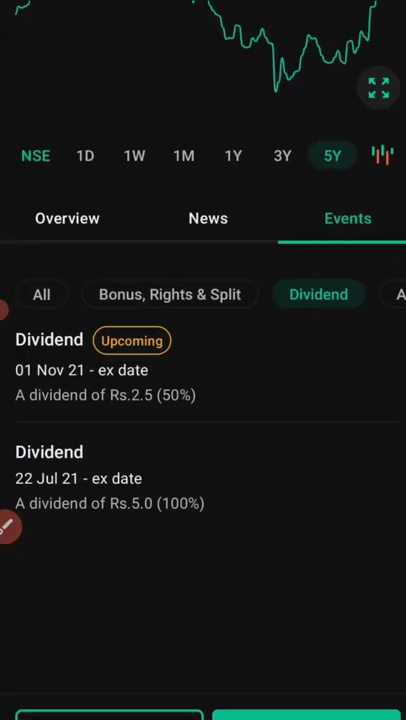 NSE 1D 1W 1M 1Y 3Y 5Y
Overview News Events
All Bonus, Rights & Split Dividend A
Dividend Upcoming
01 Nov 21 - ex date
A dividend of Rs.2.5 (50%)
Dividend
22 Jul 21 - ex date
A dividend of Rs.5.0 (100%)